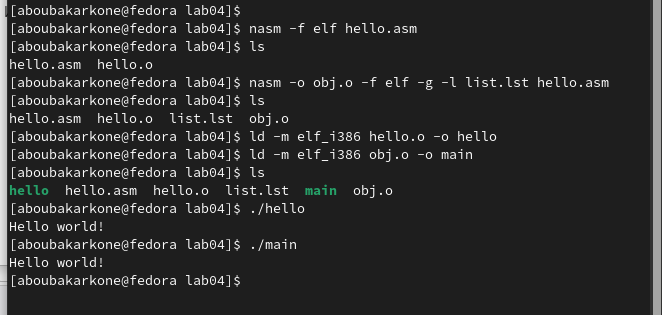 [aboubakarkone@fedora lab04]$
[aboubakarkone@fedora lab04]$ nasm -f elf hello.asm
[aboubakarkone@fedora lab04]$ ls
hello.asm  hello.o
[aboubakarkone@fedora lab04]$ nasm -o obj.o -f elf -g -l list.lst hello.asm
[aboubakarkone@fedora lab04]$ ls
hello.asm  hello.o  list.lst  obj.o
[aboubakarkone@fedora lab04]$ ld -m elf_i386 hello.o -o hello
[aboubakarkone@fedora lab04]$ ld -m elf_i386 obj.o -o main
[aboubakarkone@fedora lab04]$ ls
hello  hello.asm  hello.o  list.lst  main  obj.o
[aboubakarkone@fedora lab04]$ ./hello
Hello world!
[aboubakarkone@fedora lab04]$ ./main
Hello world!
[aboubakarkone@fedora lab04]$